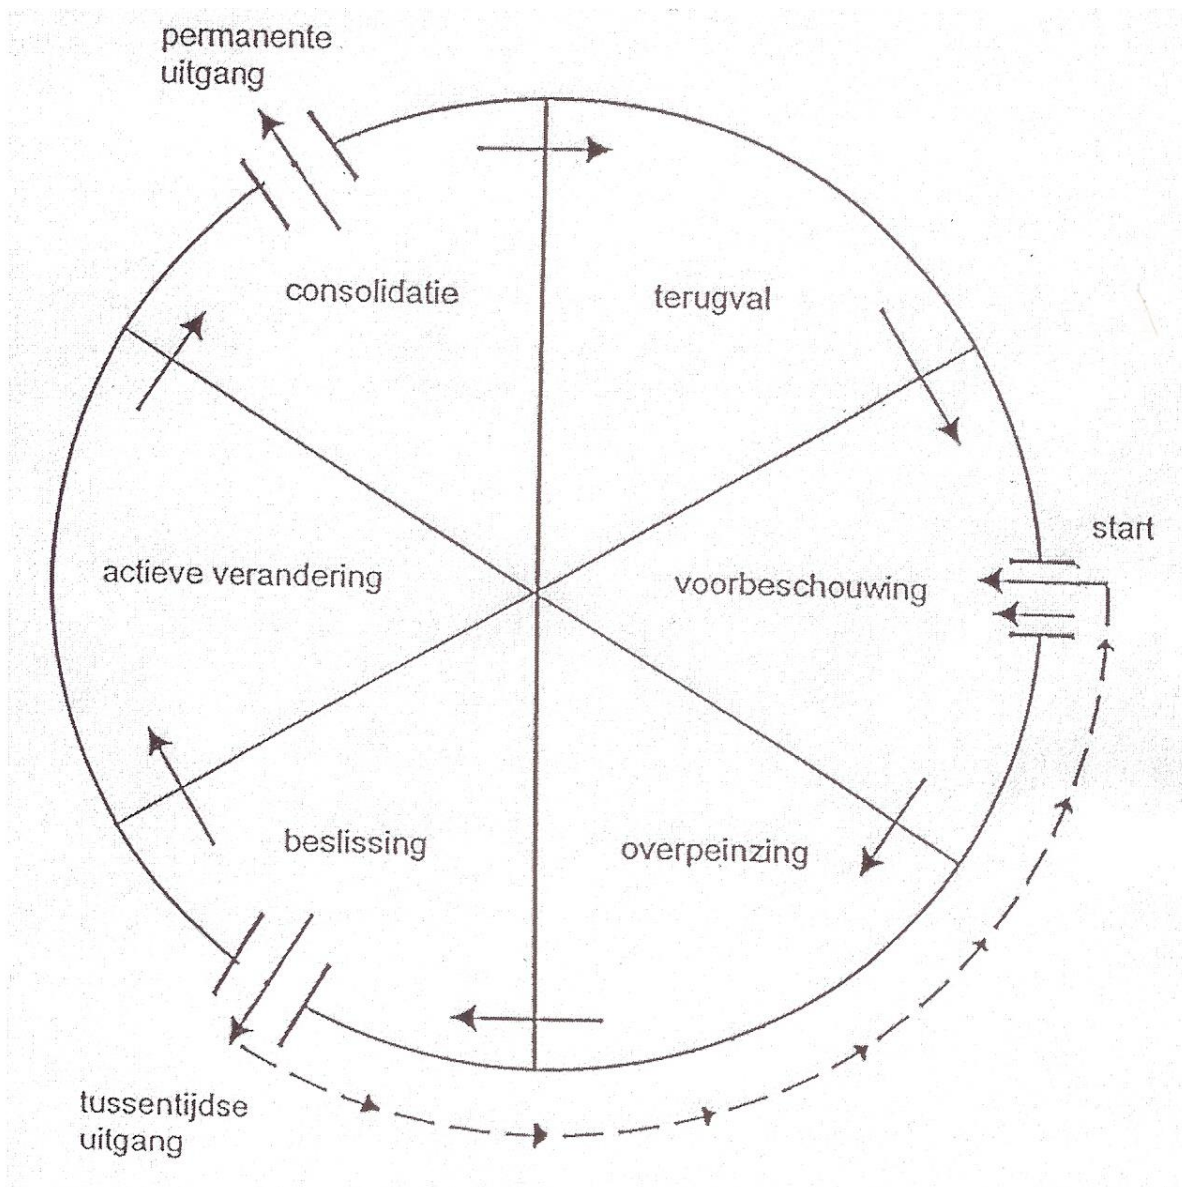 permanente
uitgang
consolidatie
terugval
start
actieve verandering
voorbeschouwing
beslissing
overpeinzing
tussentijdse
uitgang